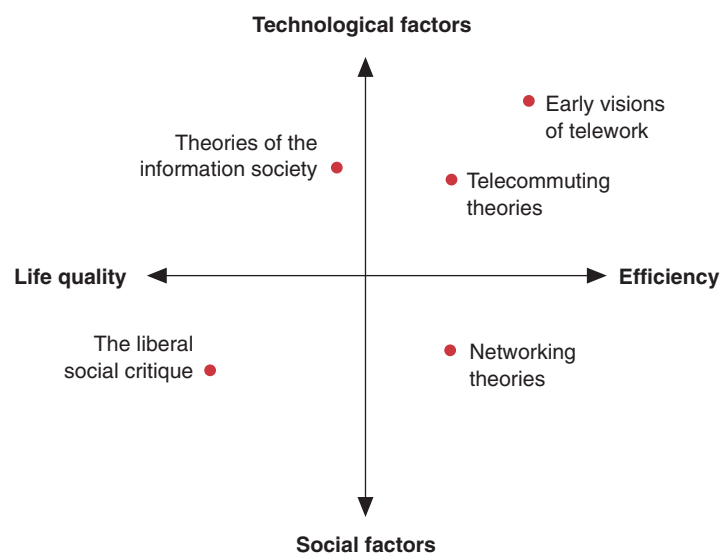 Technological factors
Early visions
of telework
Theories of the
information society
Telecommuting
theories
Life quality
Efficiency
The liberal
social critique
Networking
theories
Social factors